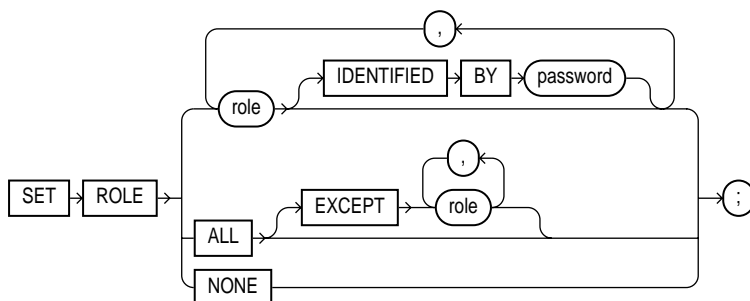 ,
IDENTIFIED BY password
role
,
EXCEPT role
SET ROLE ;
ALL
NONE